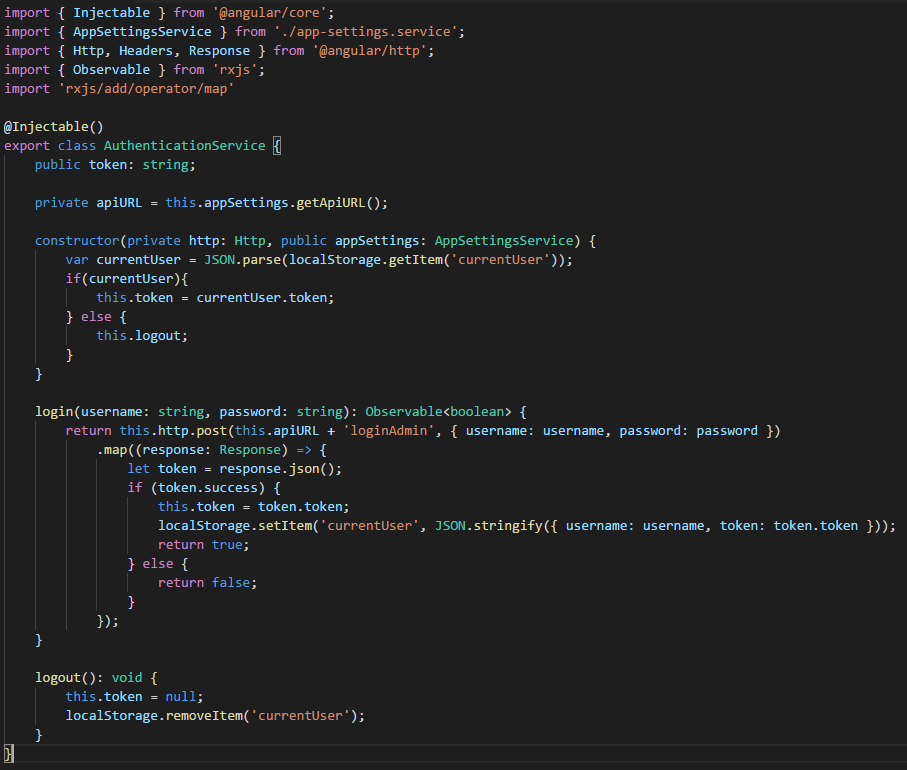 import { Injectable } from '@angular/core';
import { AppSettingsService } from './app-settings.service';
import { Http, Headers, Response } from '@angular/http';
import { Observable } from 'rxjs';
import 'rxjs/add/operator/map'

@Injectable()
export class AuthenticationService {
    public token: string;

    private apiURL = this.appSettings.getApiURL();

    constructor(private http: Http, public appSettings: AppSettingsService) {
        var currentUser = JSON.parse(localStorage.getItem('currentUser'));
        if(currentUser){
            this.token = currentUser.token;
        } else {
            this.logout;
        }
    }

    login(username: string, password: string): Observable<boolean> {
        return this.http.post(this.apiURL + 'loginAdmin', { username: username, password: password })
            .map((response: Response) => {
                let token = response.json();
                if (token.success) {
                    this.token = token.token;
                    localStorage.setItem('currentUser', JSON.stringify({ username: username, token: token.token }));
                    return true;
                } else {
                    return false;
                }
            });
    }

    logout(): void {
        this.token = null;
        localStorage.removeItem('currentUser');
    }
}